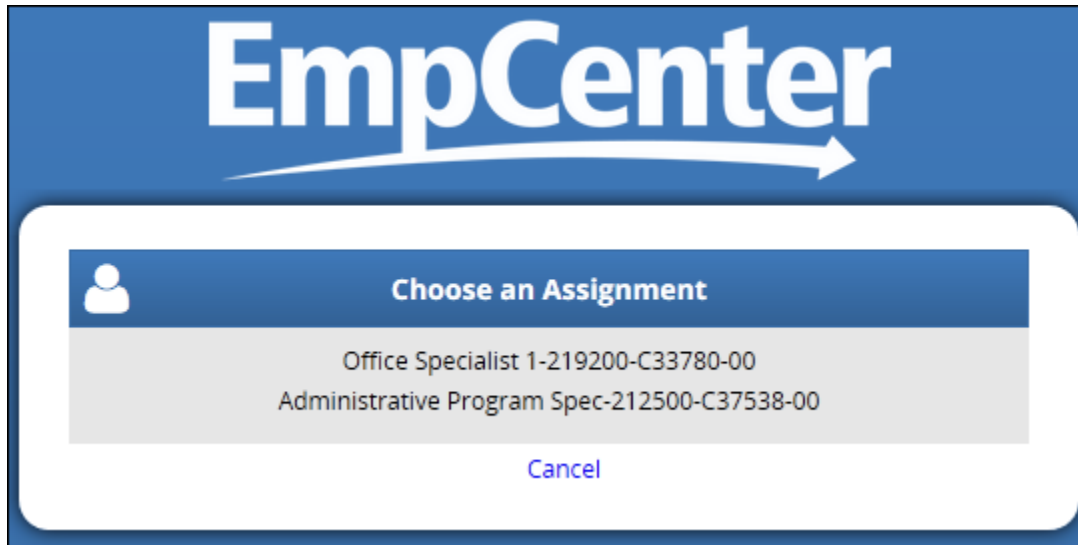 EmpCenter
Choose an Assignment
Office Specialist 1-219200-C33780-00
Administrative Program Spec-212500-C37538-00
Cancel